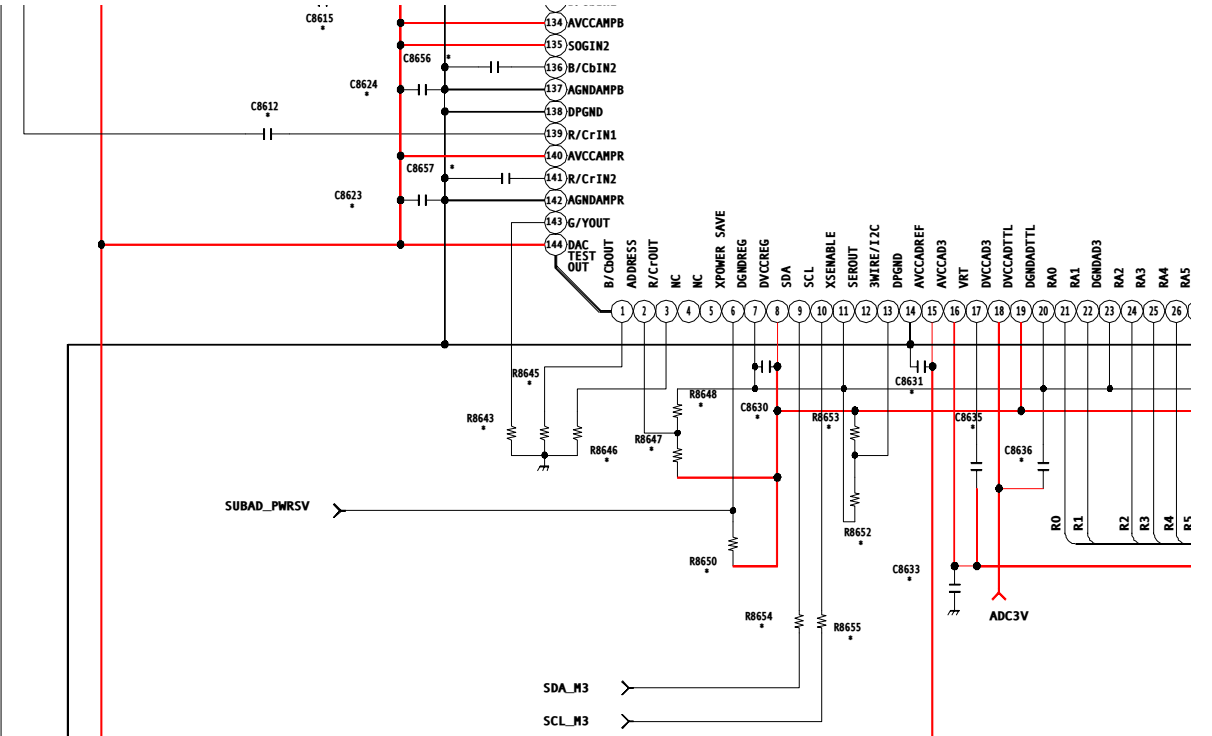 C8615
*
134 AVCCAMPB
135 SOGIN2
C8656 *
136 B/CbIN2
C8624
*
137 AGNDAMPB
C8612
*
138 DPGND
139 R/CrIN1
140 AVCCAMPR
C8657 *
141 R/CrIN2
C8623
*
142 AGNDAMPR
143 G/YOUT
144 DAC
TEST
OUT
B/CbOUT
ADDRESS
R/CrOUT
NC
NC
XPOWER SAVE
DGNDREG
DVCCREG
SDA
SCL
XSENABLE
SEROUT
3WIRE/I2C
DPGND
AVCCADREF
AVCCAD3
VRT
DVCCAD3
DVCCADTTL
DGNDADTTL
RA0
RA1
DGNDAD3
RA2
RA3
RA4
RA5
1 2 3 4 5 6 7 8 9 10 11 12 13 14 15 16 17 18 19 20 21 22 23 24 25 26
R8645
*
R8648
*
C8631
*
C8630
*
R8653
*
C8635
*
R8643
*
R8646
*
R8647
*
C8636
*
SUBAD_PWRSV
R8652
*
R0
R1
R2
R3
R4
R5
R8650
*
C8633
*
R8654
*
R8655
*
ADC3V
SDA_M3
SCL_M3